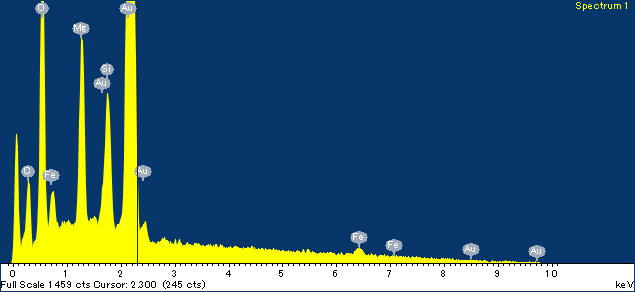 Spectrum 1
O Au
Mg
Si
Au
O Fe Au
Fe Fe Au Au
0 1 2 3 4 5 6 7 8 9 10
Full Scale 1459 cts Cursor: 2.300 (245 cts) keV